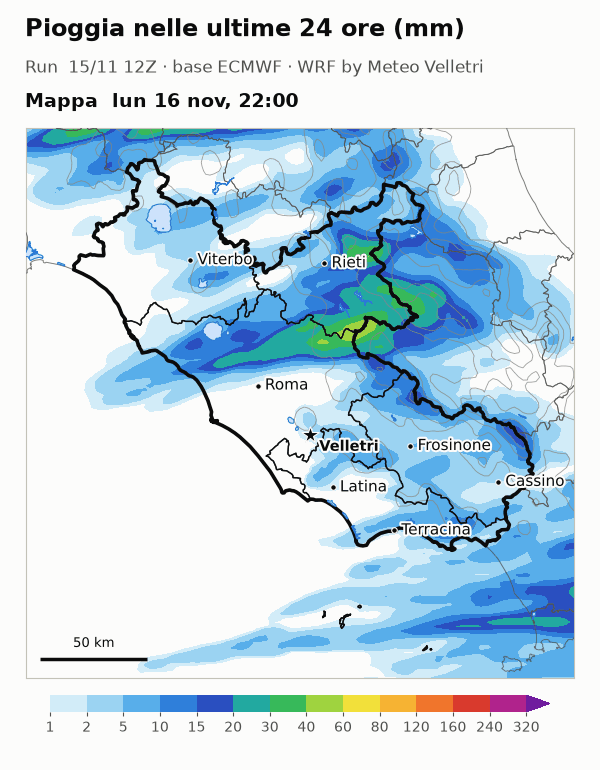 Pioggia nelle ultime 24 ore (mm)
Run  15/11 12Z · base ECMWF · WRF by Meteo Velletri
Mappa  lun 16 nov, 22:00
Viterbo
Rieti
Roma
Velletri
Frosinone
Cassino
Latina
Terracina
50 km
1 2 5 10 15 20 30 40 60 80 120 160 240 320